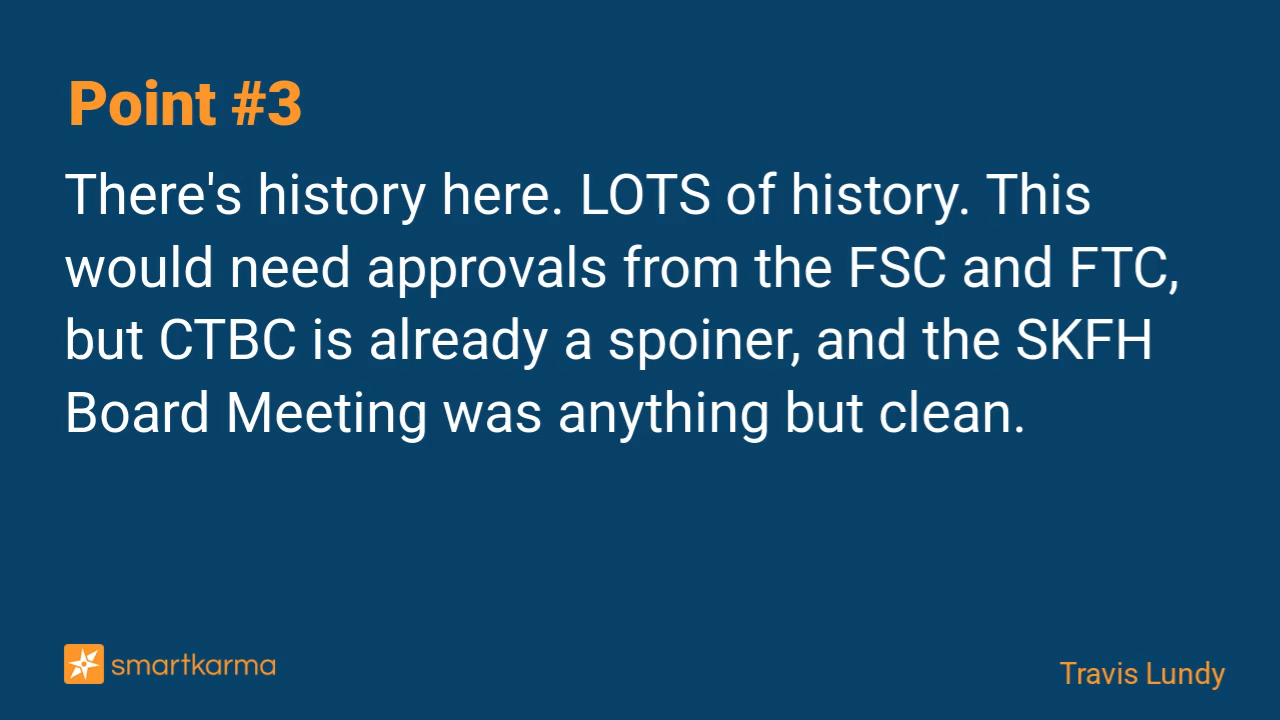 Point #3
There's history here. LOTS of history. This
would need approvals from the FSC and FTC,
but CTBC is already a spoiner, and the SKFH
Board Meeting was anything but clean.
smartkarma
Travis Lundy